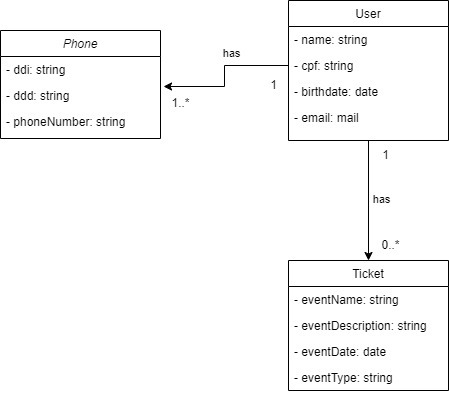 User
- name: string
- cpf: string
- birthdate: date
- email: mail
Phone
- ddi: string
- ddd: string
- phoneNumber: string
has
1
1..*
1
has
0..*
Ticket
- eventName: string
- eventDescription: string
- eventDate: date
- eventType: string